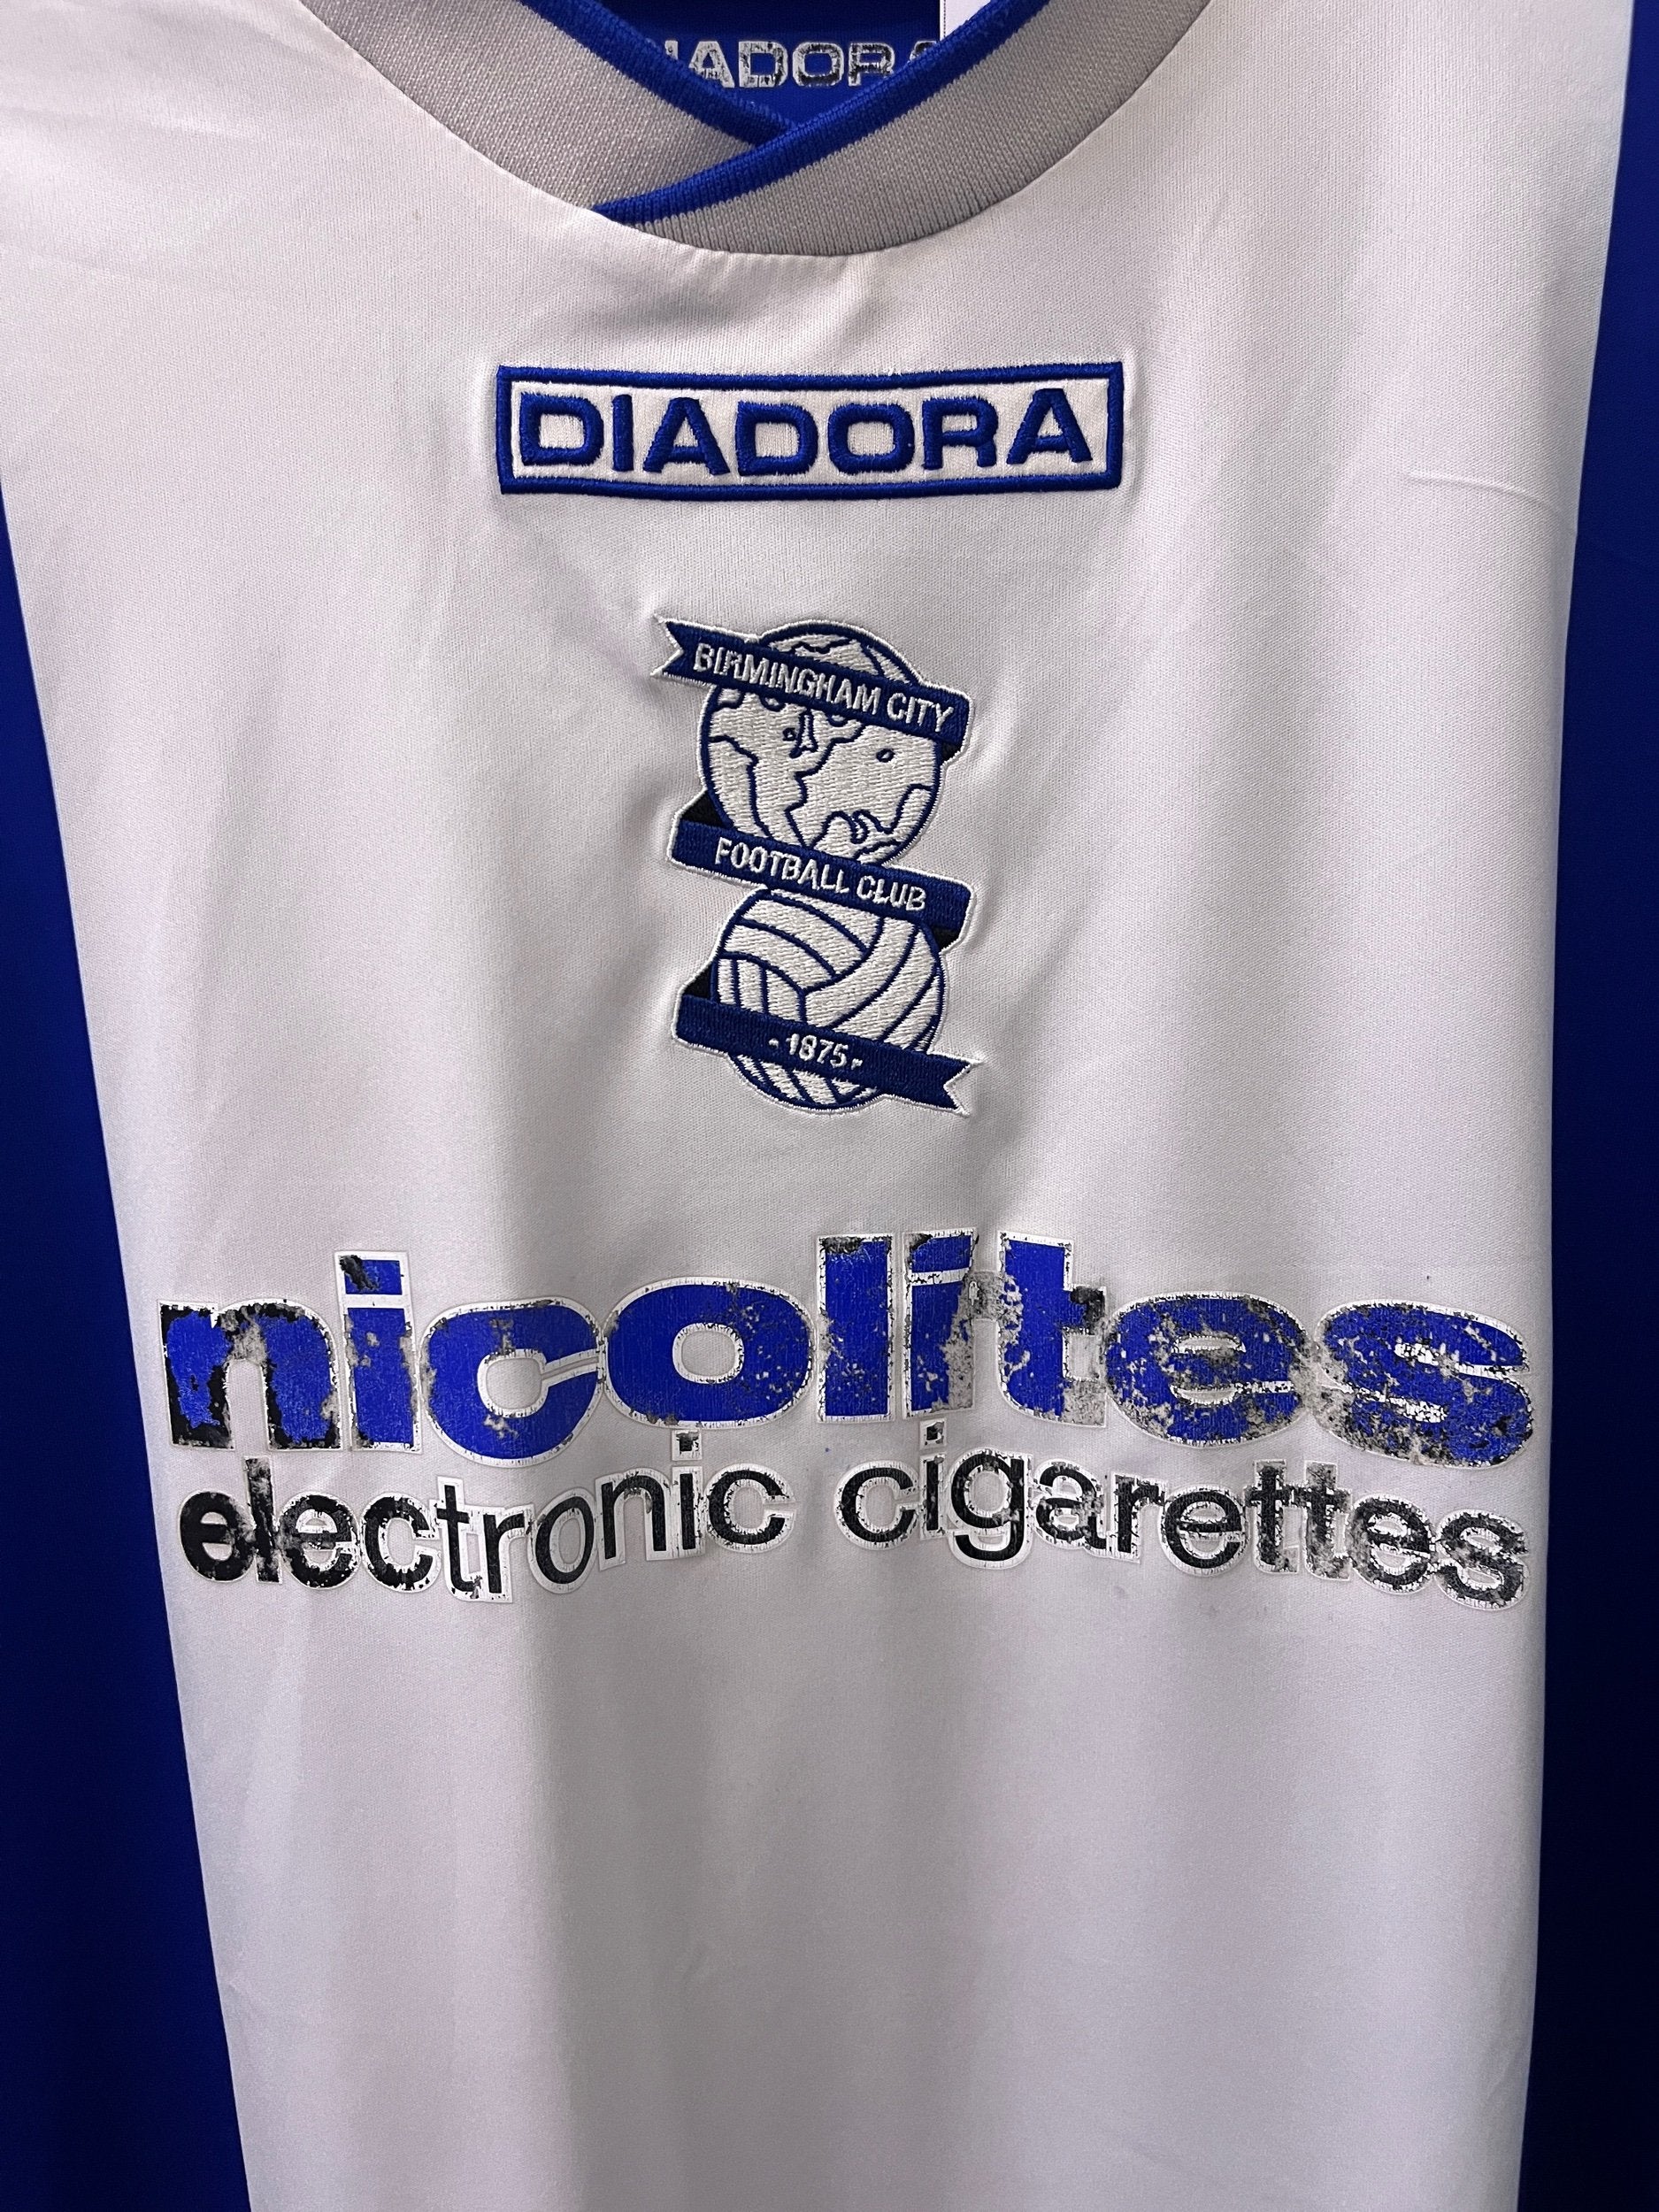 DIADORA
DIADORA
BIRMINGHAM CITY
FOOTBALL CLUB
- 1875 -
nicolites
electronic cigarettes